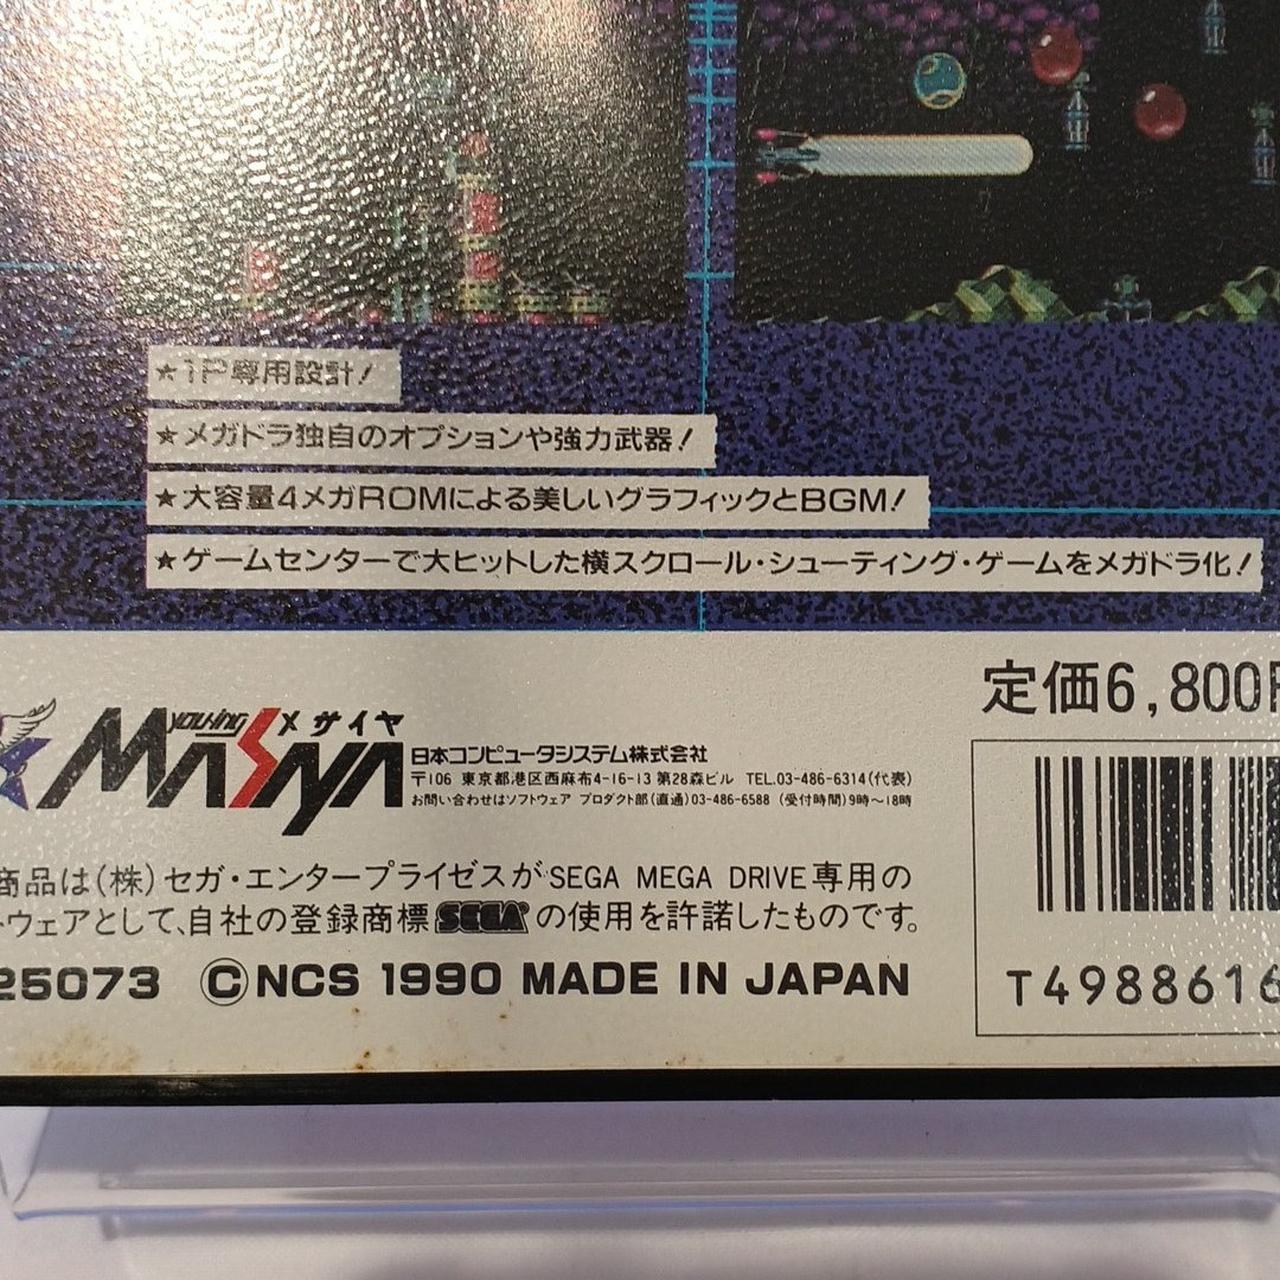 ★1P専用設計!
★メガドラ独自のオプションや強力武器!
★大容量4メガROMによる美しいグラフィックとBGM!
★ゲームセンターで大ヒットした横スクロール・シューティング・ゲームをメガドラ化!
定価6,800
you-ing メサイヤ
MASAYA
日本コンピュータシステム株式会社
〒106 東京都港区西麻布4-16-13 第28森ビル TEL.03-486-6314(代表)
お問い合わせはソフトウェア プロダクト部(直通)03-486-6588 (受付時間)9時〜18時
商品は(株)セガ・エンタープライゼスがSEGA MEGA DRIVE専用の
トウェアとして、自社の登録商標SEGAの使用を許諾したものです。
25073 ©NCS 1990 MADE IN JAPAN
T4988616